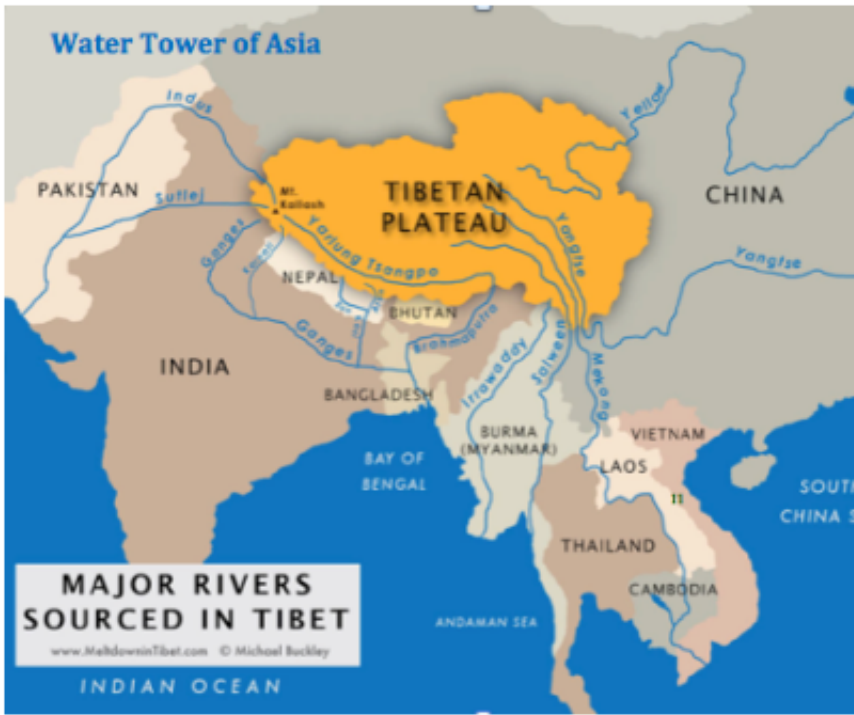 Water Tower of Asia
Indus
Yellow
PAKISTAN
Sutlej
Mt.
Kailash
TIBETAN
PLATEAU
CHINA
Ganges
Yarlung Tsangpo
Yangtse
Yangtse
NEPAL
BHUTAN
Ganges
Brahmaputra
INDIA
BANGLADESH
Irrawaddy
Salween
Mekong
BURMA
(MYANMAR)
VIETNAM
LAOS
BAY OF
BENGAL
SOUT
CHINA S
11
THAILAND
CAMBODIA
MAJOR RIVERS
SOURCED IN TIBET
www.MeltdowninTibet.com © Michael Buckley
ANDAMAN SEA
INDIAN OCEAN